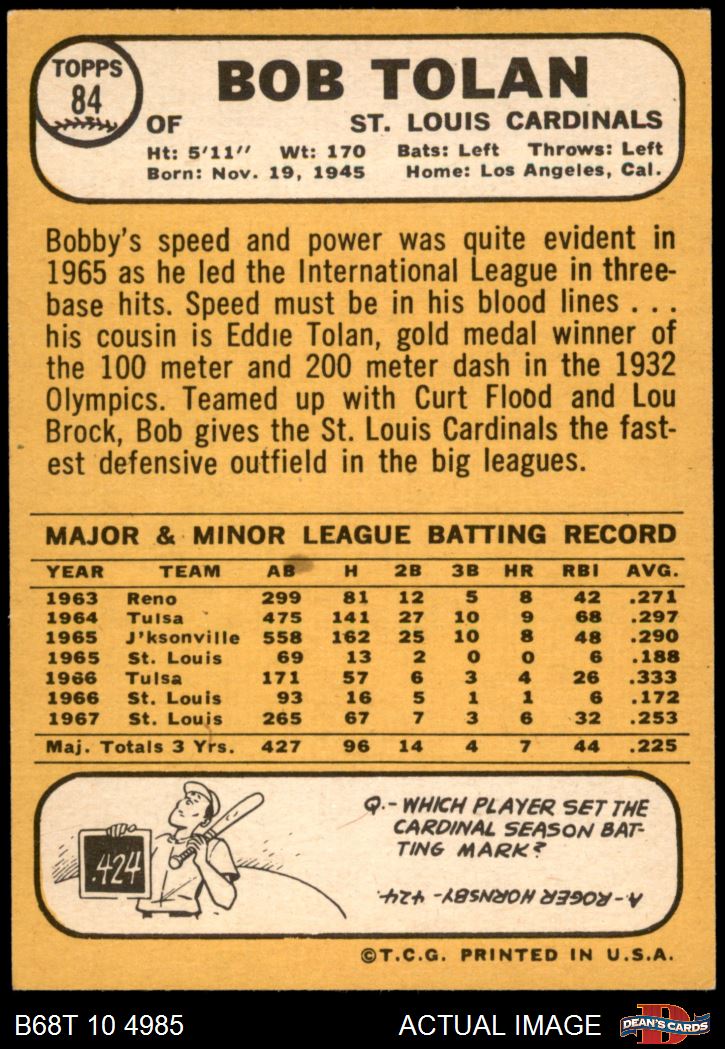 TOPPS
84
BOB TOLAN
OF ST. LOUIS CARDINALS
Ht: 5'11" Wt: 170 Bats: Left Throws: Left
Born: Nov. 19, 1945 Home: Los Angeles, Cal.
Bobby's speed and power was quite evident in
1965 as he led the International League in three-
base hits. Speed must be in his blood lines . . .
his cousin is Eddie Tolan, gold medal winner of
the 100 meter and 200 meter dash in the 1932
Olympics. Teamed up with Curt Flood and Lou
Brock, Bob gives the St. Louis Cardinals the fast-
est defensive outfield in the big leagues.
MAJOR & MINOR LEAGUE BATTING RECORD
YEAR TEAM AB H 2B 3B HR RBI AVG.
1963 Reno 299 81 12 5 8 42 .271
1964 Tulsa 475 141 27 10 9 68 .297
1965 J'ksonville 558 162 25 10 8 48 .290
1965 St. Louis 69 13 2 0 0 6 .188
1966 Tulsa 171 57 6 3 4 26 .333
1966 St. Louis 93 16 5 1 1 6 .172
1967 St. Louis 265 67 7 3 6 32 .253
Maj. Totals 3 Yrs. 427 96 14 4 7 44 .225
.424
Q.- WHICH PLAYER SET THE
CARDINAL SEASON BAT-
TING MARK?
A- ROGER HORNSBY - .424.
©T.C.G. PRINTED IN U.S.A.
B68T 10 4985 ACTUAL IMAGE
D
DEAN'S CARDS